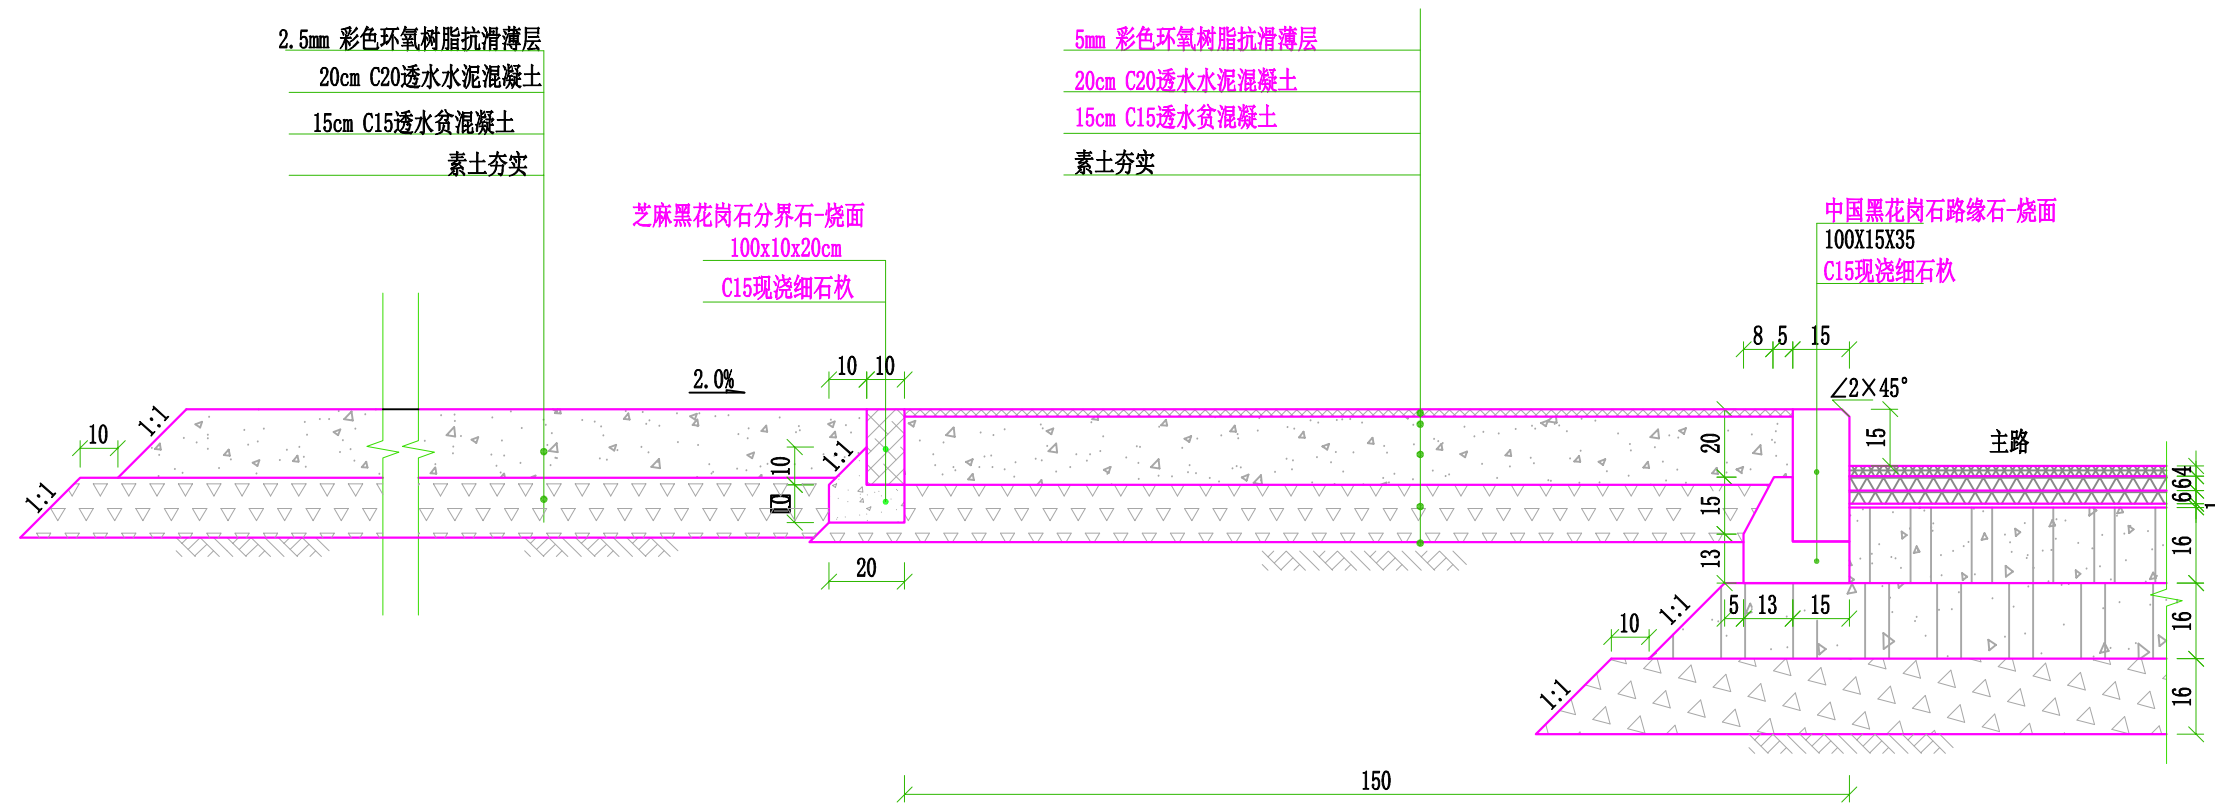 2.5mm 彩色环氧树脂抗滑薄层
20cm C20透水水泥混凝土
15cm C15透水贫混凝土
素土夯实
5mm 彩色环氧树脂抗滑薄层
20cm C20透水水泥混凝土
15cm C15透水贫混凝土
素土夯实
芝麻黑花岗石分界石-烧面
100x10x20cm
C15现浇细石杦
中国黑花岗石路缘石-烧面
100X15X35
C15现浇细石杦
8 5 15
2.0%
10 10
∠2×45°
1:1
10
1:1
1:1
10
10
20
20
15
13
15
主路
4
6
6
1
16
16
16
5 13 15
10
1:1
1:1
150